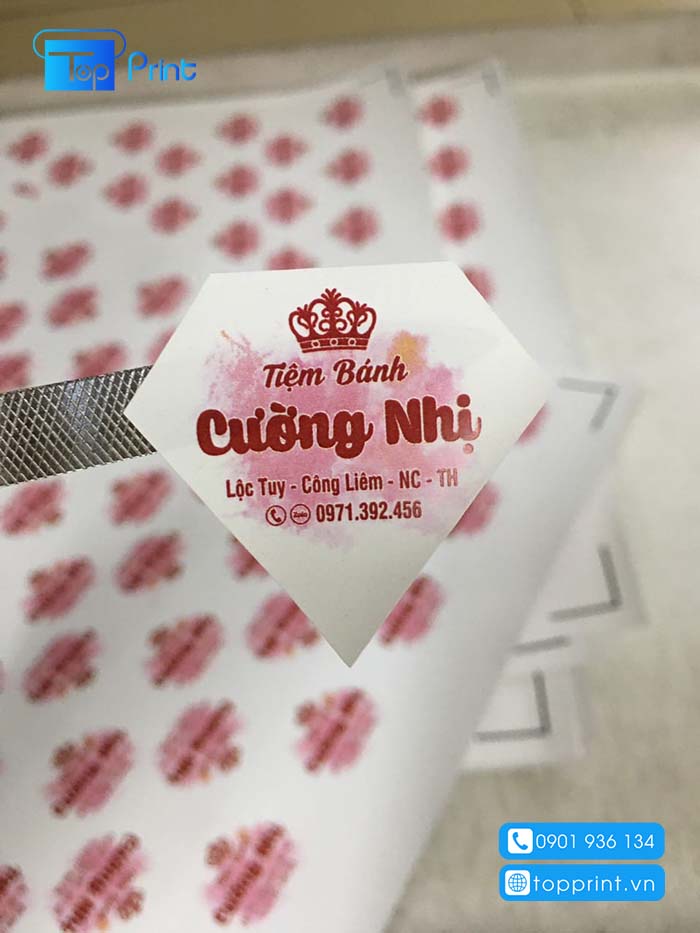 Top Print
Tiệm Bánh
Cường Nhị
Lộc Tuy - Công Liêm - NC - TH
Zalo 0971.392.456
0901 936 134
topprint.vn